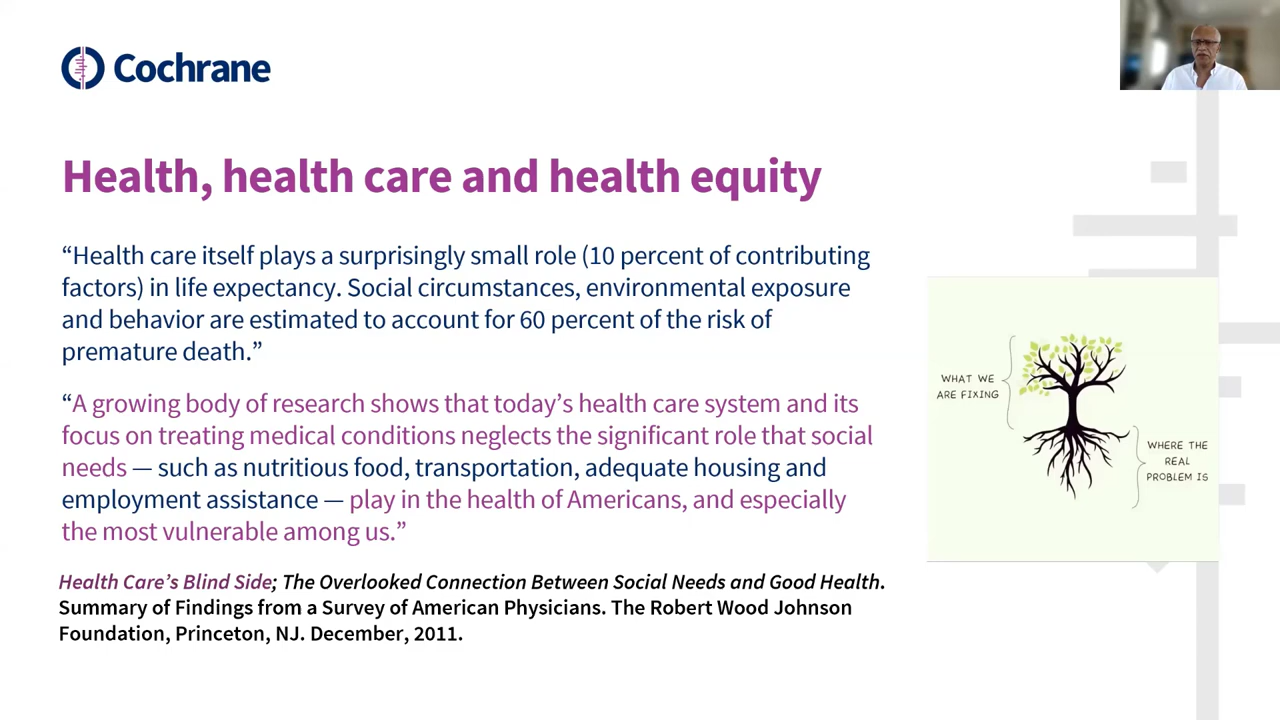 Cochrane
Health, health care and health equity
“Health care itself plays a surprisingly small role (10 percent of contributing
factors) in life expectancy. Social circumstances, environmental exposure
and behavior are estimated to account for 60 percent of the risk of
premature death.”
“A growing body of research shows that today’s health care system and its
focus on treating medical conditions neglects the significant role that social
needs — such as nutritious food, transportation, adequate housing and
employment assistance — play in the health of Americans, and especially
the most vulnerable among us.”
Health Care’s Blind Side; The Overlooked Connection Between Social Needs and Good Health.
Summary of Findings from a Survey of American Physicians. The Robert Wood Johnson
Foundation, Princeton, NJ. December, 2011.
WHAT WE
ARE FIXING
WHERE THE
REAL
PROBLEM IS